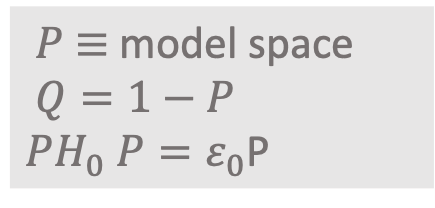 P ≡ model space
Q = 1 − P
PH₀ P = ε₀P